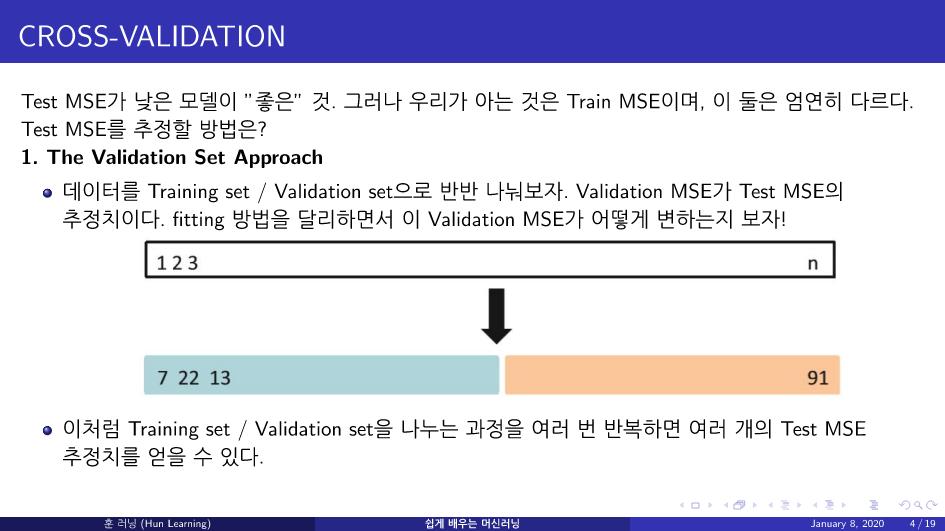 CROSS-VALIDATION
Test MSE가 낮은 모델이 ”좋은” 것. 그러나 우리가 아는 것은 Train MSE이며, 이 둘은 엄연히 다르다.
Test MSE를 추정할 방법은?
1. The Validation Set Approach
데이터를 Training set / Validation set으로 반반 나눠보자. Validation MSE가 Test MSE의
추정치이다. fitting 방법을 달리하면서 이 Validation MSE가 어떻게 변하는지 보자!
1 2 3 n
7 22 13 91
이처럼 Training set / Validation set을 나누는 과정을 여러 번 반복하면 여러 개의 Test MSE
추정치를 얻을 수 있다.
훈 러닝 (Hun Learning) 쉽게 배우는 머신러닝 January 8, 2020 4 / 19